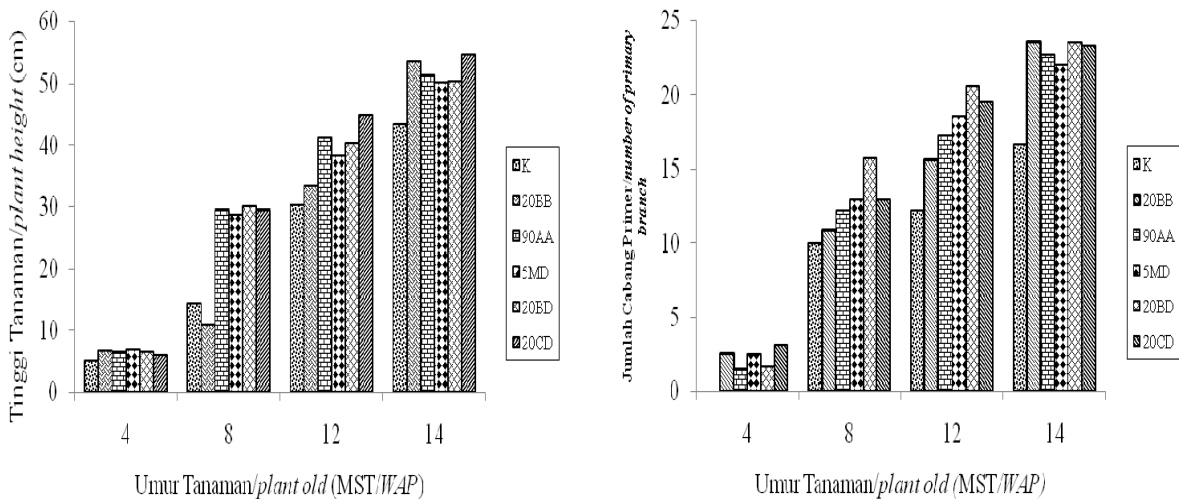 Tinggi Tanaman/plant height (cm)
60
50
40
30
20
10
0
4 8 12 14
Umur Tanaman/plant old (MST/WAP)
K
20BB
90AA
5MD
20BD
20CD
Jumlah Cabang Primer/number of primary
branch
25
20
15
10
5
0
4 8 12 14
Umur Tanaman/plant old (MST/WAP)
K
20BB
90AA
5MD
20BD
20CD